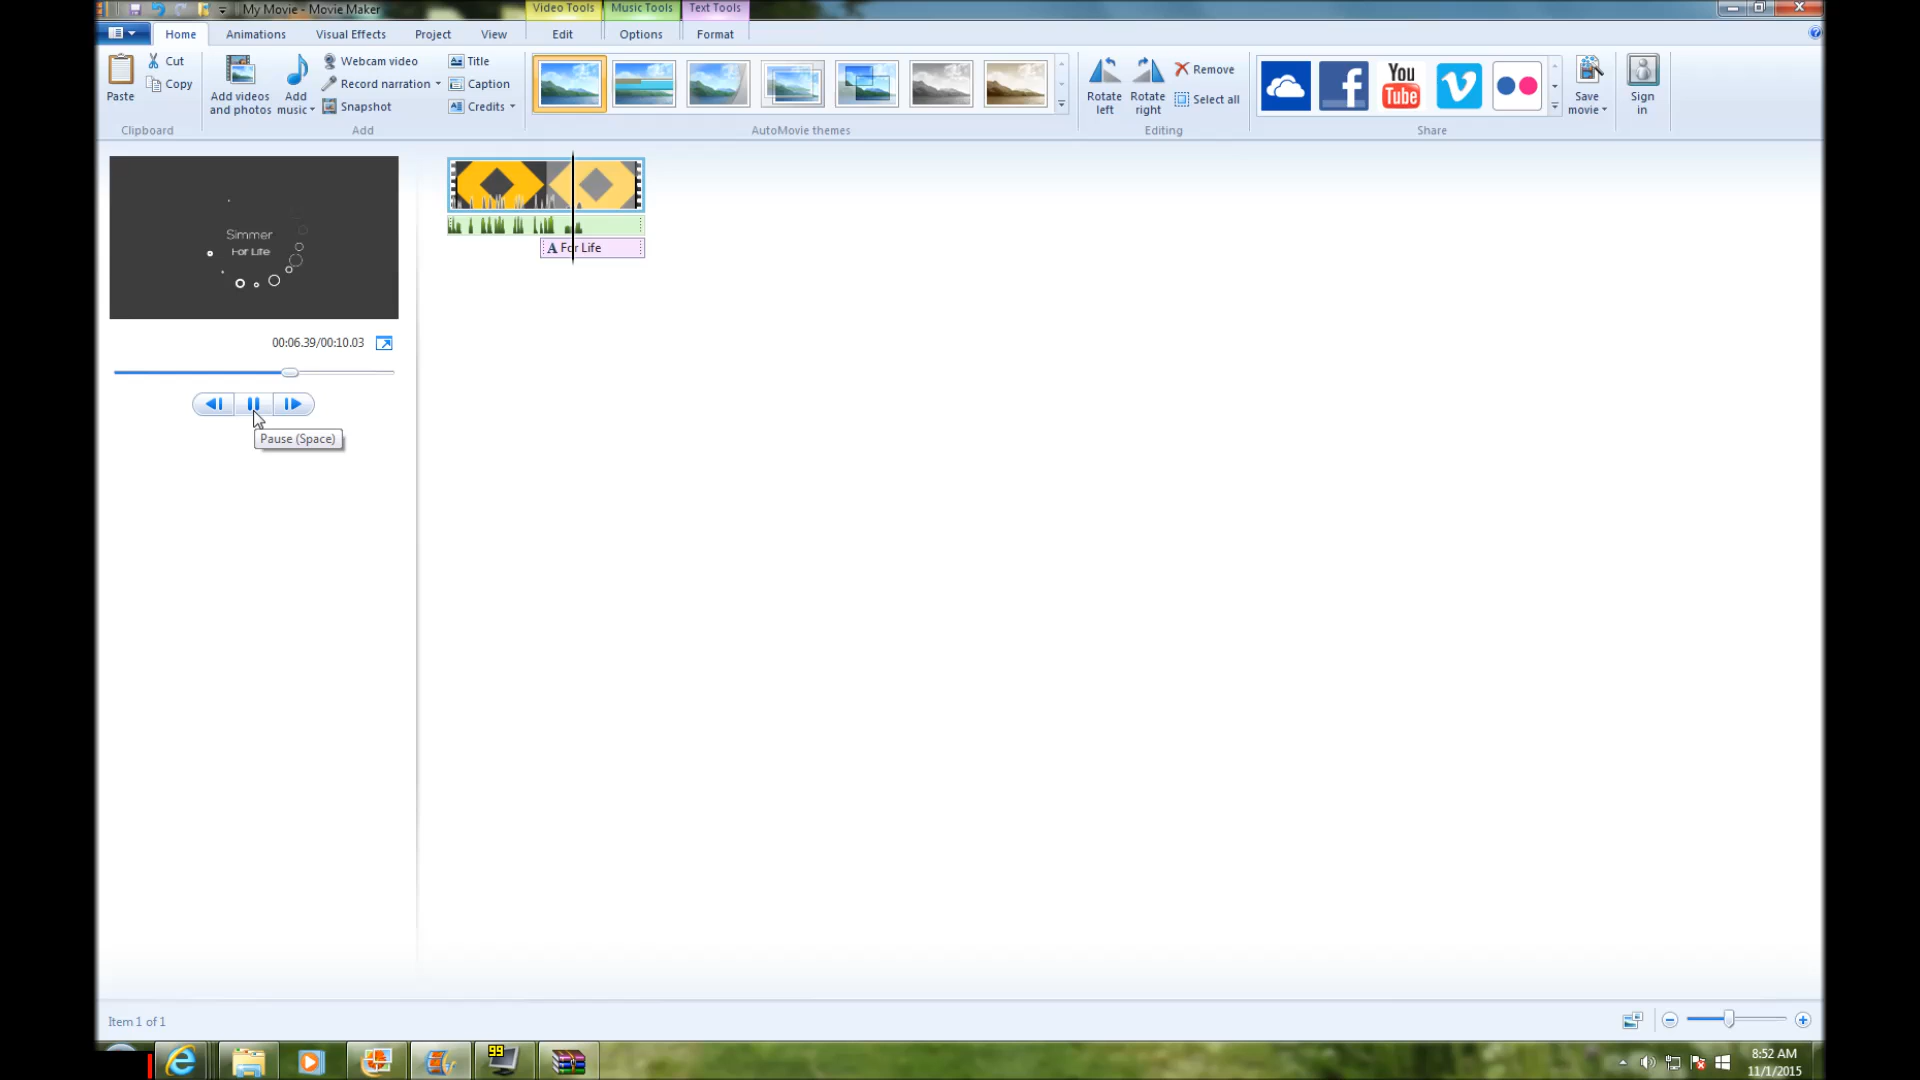 My Movie - Movie Maker
Video Tools
Music Tools
Text Tools
Home
Animations
Visual Effects
Project
View
Edit
Options
Format
Paste
Cut
Copy
Clipboard
Add videos and photos
Add music
Webcam video
Record narration
Snapshot
Title
Caption
Credits
Add
AutoMovie themes
Rotate left
Rotate right
Remove
Select all
Editing
You Tube
Share
Save movie
Sign in
Simmer
For Life
00:06.39/00:10.03
Pause (Space)
A For Life
Item 1 of 1
99
8:52 AM
11/1/2015